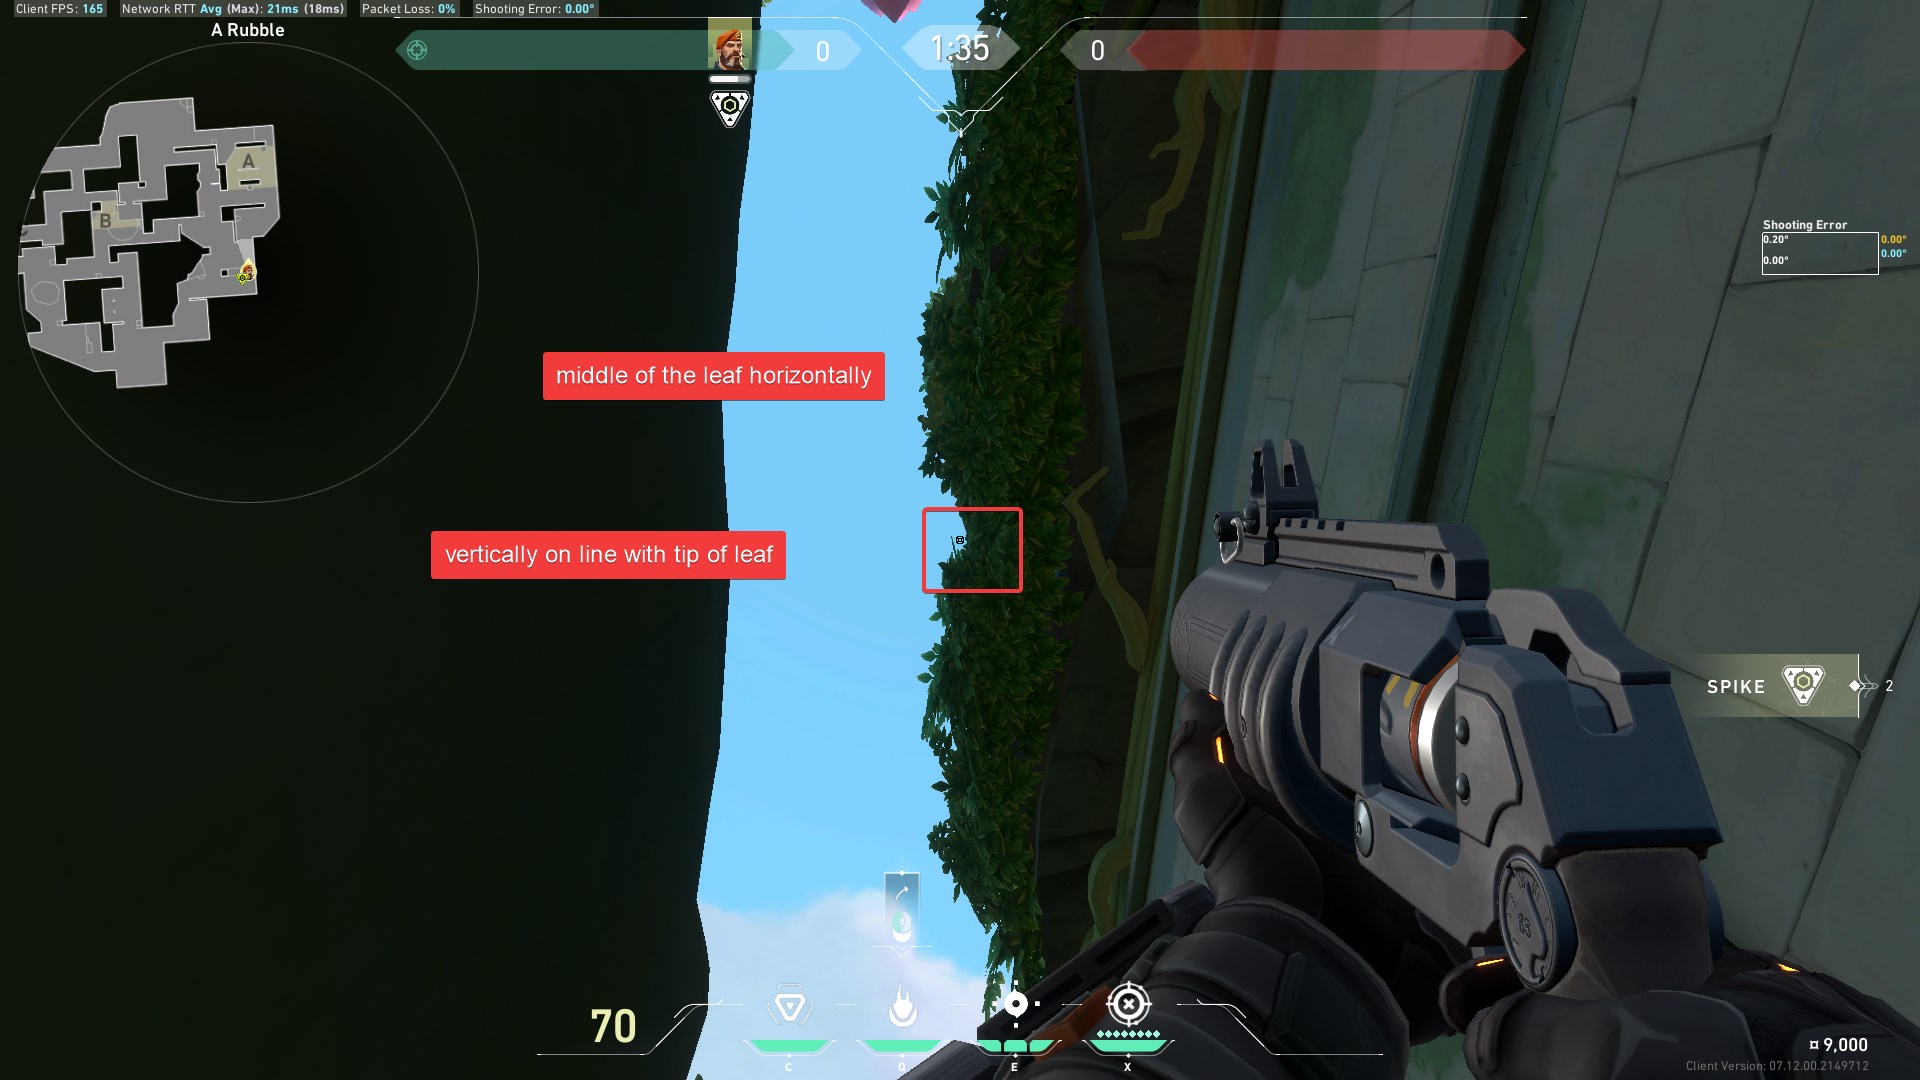 Client FPS: 165
Network RTT Avg (Max): 21ms (18ms)
Packet Loss: 0%
Shooting Error: 0.00°
A Rubble
0
1:35
0
A
B
C
Shooting Error
0.20°
0.00°
0.00°
0.00°
middle of the leaf horizontally
vertically on line with tip of leaf
SPIKE
2
70
C
Q
E
X
¤ 9,000
Client Version: 07.12.00.2149712